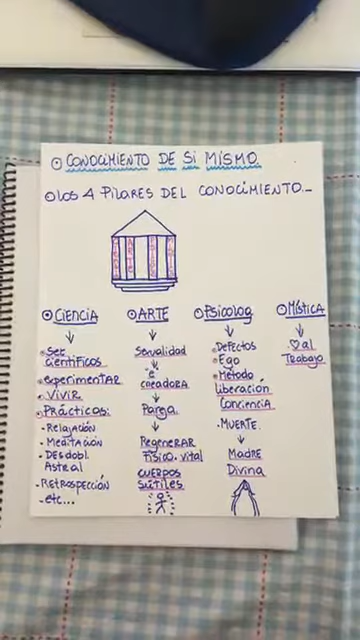 CONOCIMIENTO DE SI MISMO.
LOS 4 PILARES DEL CONOCIMIENTO...
CIENCIA
SER
CIENTÍFICOS
EXPERIMENTAR
VIVIR
PRÁCTICOS:
- RELAJACIÓN
- MEDITACIÓN
- DESDOBL.
ASTRAL
- RETROSPECCIÓN
- etc...
ARTE
SEXUALIDAD
CREADORA
PAREJA
REGENERAR
FÍSICO. VITAL
CUERPOS
SUTILES
PSICOLOG
DEFECTOS
EGO
MÉTODO
LIBERACIÓN
CONCIENCIA
. MUERTE.
MADRE
DIVINA
MÍSTICA
♡ al
TRABAJO